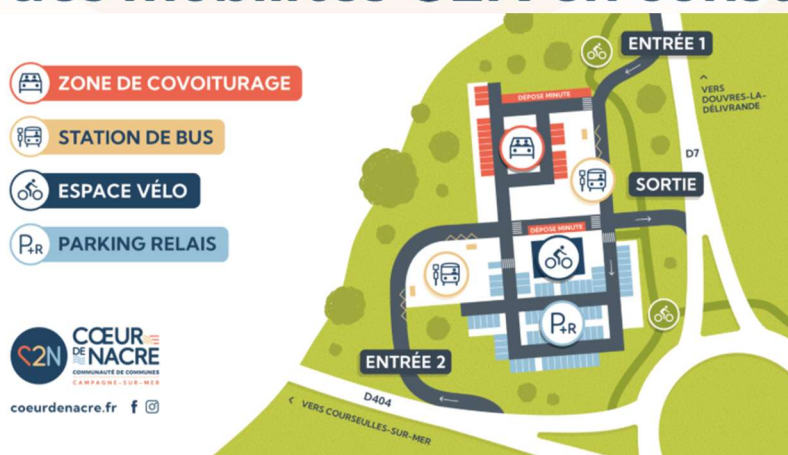 ZONE DE COVOITURAGE
STATION DE BUS
ESPACE VÉLO
P+R PARKING RELAIS
C2N
CŒUR
DE NACRE
COMMUNAUTÉ DE COMMUNES
CAMPAGNE-SUR-MER
coeurdenacre.fr
ENTRÉE 1
VERS
DOUVRES-LA-
DÉLIVRANDE
DÉPOSE MINUTE
D7
SORTIE
DÉPOSE MINUTE
P+R
ENTRÉE 2
D404
VERS COURSEULLES-SUR-MER